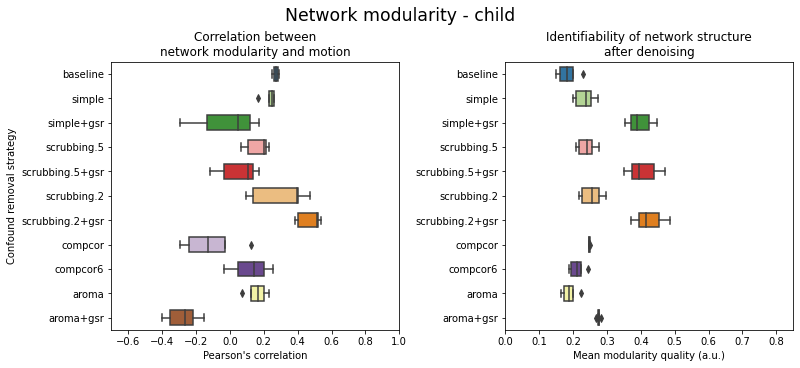 Network modularity - child
Correlation between
network modularity and motion
Confound removal strategy
baseline
simple
simple+gsr
scrubbing.5
scrubbing.5+gsr
scrubbing.2
scrubbing.2+gsr
compcor
compcor6
aroma
aroma+gsr
−0.6 −0.4 −0.2 0.0 0.2 0.4 0.6 0.8 1.0
Pearson's correlation
Identifiability of network structure
after denoising
baseline
simple
simple+gsr
scrubbing.5
scrubbing.5+gsr
scrubbing.2
scrubbing.2+gsr
compcor
compcor6
aroma
aroma+gsr
0.0 0.1 0.2 0.3 0.4 0.5 0.6 0.7 0.8
Mean modularity quality (a.u.)